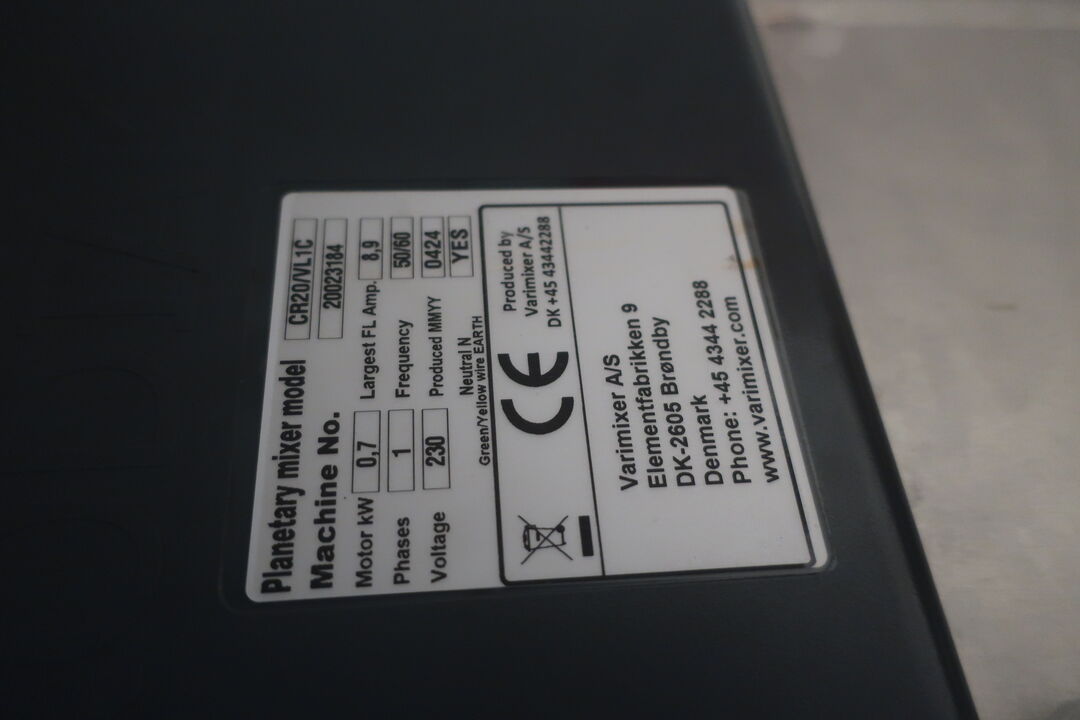 Planetary mixer model CR20/VL1C
Machine No. 20023184
Motor kW 0,7 Largest FL Amp. 8,9
Phases 1 Frequency 50/60
Voltage 230 Produced MMYY 0424
Neutral N YES
Green/Yellow wire EARTH
CE
Produced by
Varimixer A/S
DK +45 43442288
Varimixer A/S
Elementfabrikken 9
DK-2605 Brøndby
Denmark
Phone: +45 4344 2288
www.varimixer.com